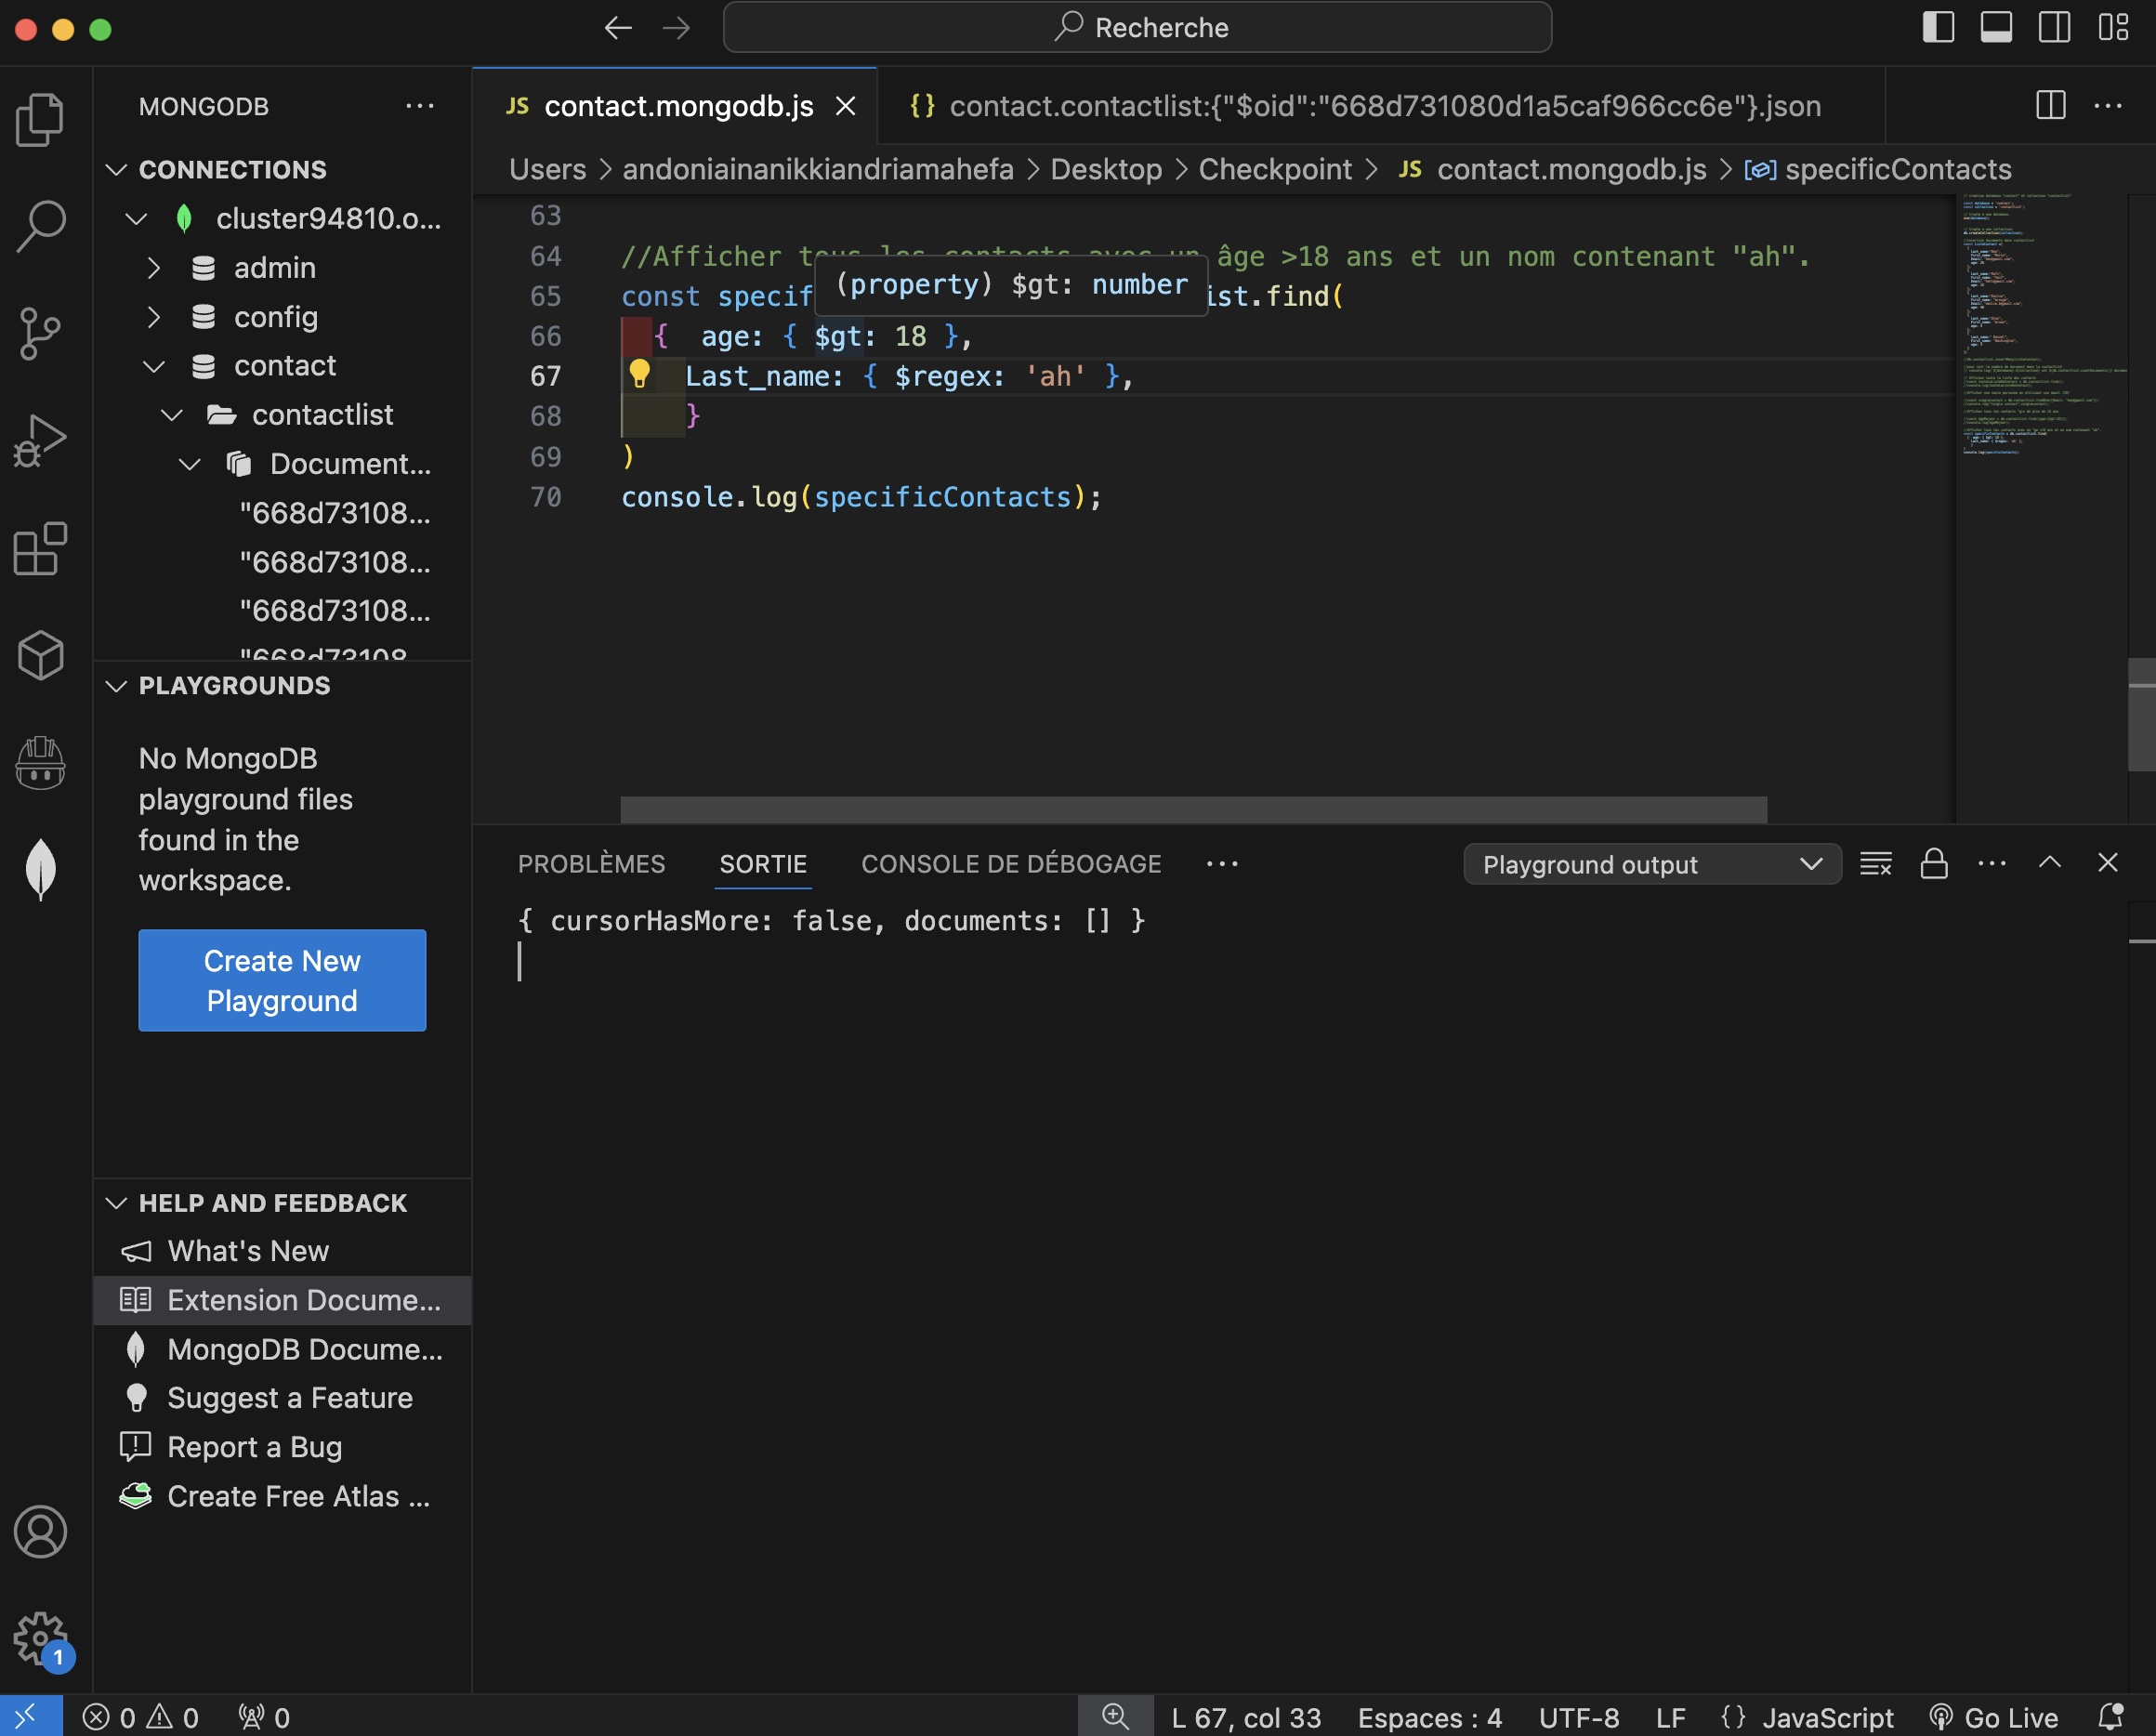 Recherche
MONGODB
CONNECTIONS
cluster94810.o...
admin
config
contact
contactlist
Document...
"668d73108...
"668d73108...
"668d73108...
"668d73108
PLAYGROUNDS
No MongoDB
playground files
found in the
workspace.
Create New
Playground
HELP AND FEEDBACK
What's New
Extension Docume...
MongoDB Docume...
Suggest a Feature
Report a Bug
Create Free Atlas ...
1
JS contact.mongodb.js
{} contact.contactlist:{"$oid":"668d731080d1a5caf966cc6e"}.json
Users > andoniainanikkiandriamahefa > Desktop > Checkpoint > JS contact.mongodb.js > specificContacts
63
64 //Afficher tous les contacts avec un âge >18 ans et un nom contenant "ah".
(property) $gt: number
65 const specif ist.find(
66 { age: { $gt: 18 },
67 Last_name: { $regex: 'ah' },
68 }
69 )
70 console.log(specificContacts);
PROBLÈMES SORTIE CONSOLE DE DÉBOGAGE ...
Playground output
{ cursorHasMore: false, documents: [] }
0 0 0
L 67, col 33 Espaces : 4 UTF-8 LF {} JavaScript Go Live